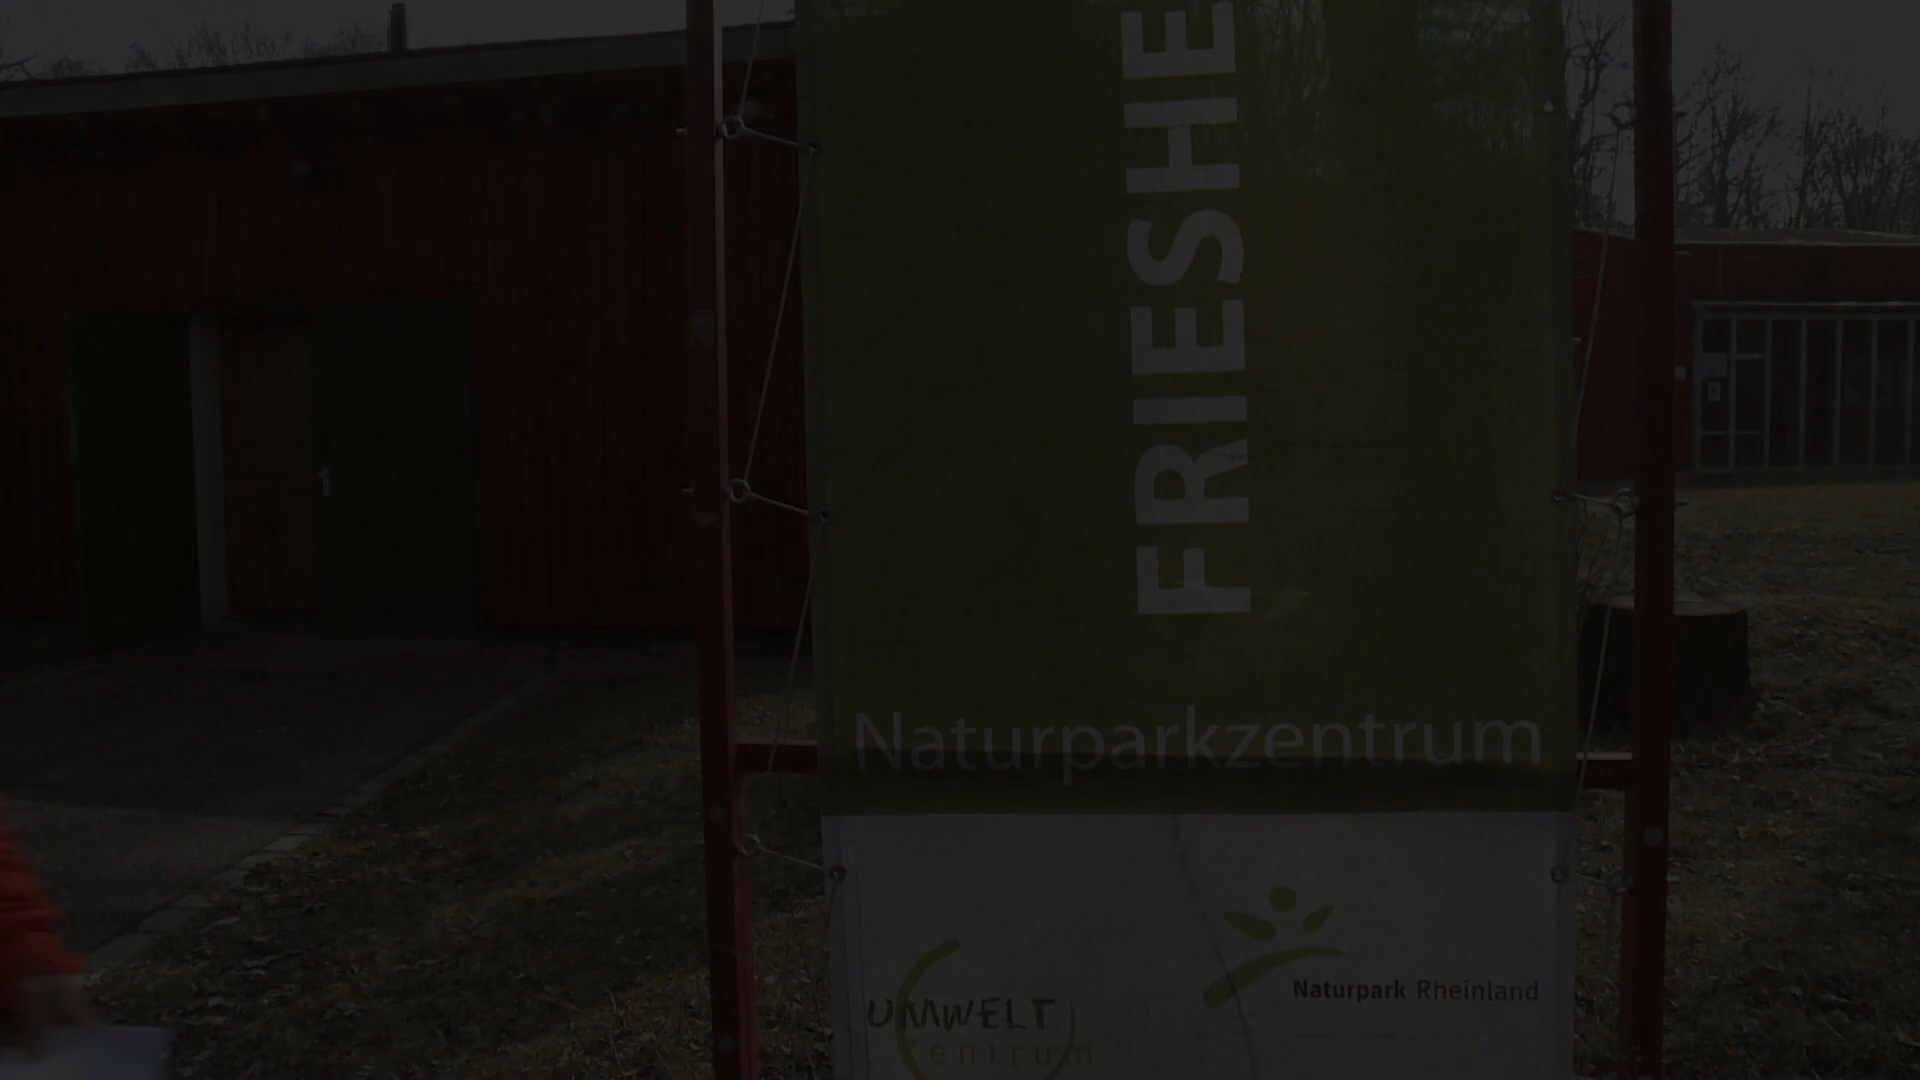 FRIESHE
Naturparkzentrum
UMWELT
Zentrum
Naturpark Rheinland